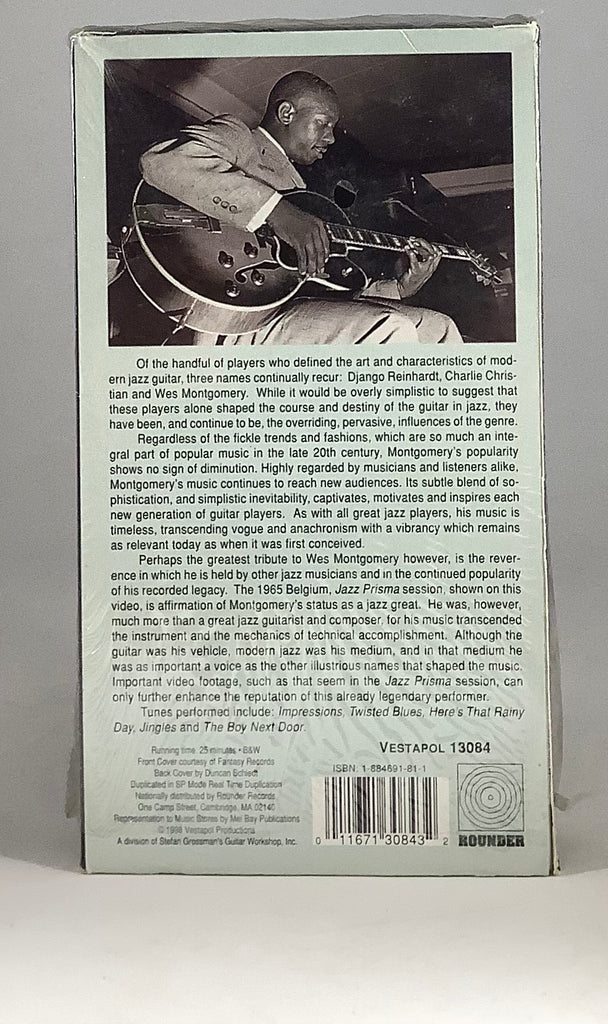 Of the handful of players who defined the art and characteristics of mod-
ern jazz guitar, three names continually recur: Django Reinhardt, Charlie Chris-
tian and Wes Montgomery. While it would be overly simplistic to suggest that
these players alone shaped the course and destiny of the guitar in jazz, they
have been, and continue to be, the overriding, pervasive, influences of the genre.
Regardless of the fickle trends and fashions, which are so much an inte-
gral part of popular music in the late 20th century, Montgomery's popularity
shows no sign of diminution. Highly regarded by musicians and listeners alike,
Montgomery's music continues to reach new audiences. Its subtle blend of so-
phistication, and simplistic inevitability, captivates, motivates and inspires each
new generation of guitar players. As with all great jazz players, his music is
timeless, transcending vogue and anachronism with a vibrancy which remains
as relevant today as when it was first conceived.
Perhaps the greatest tribute to Wes Montgomery however, is the rever-
ence in which he is held by other jazz musicians and in the continued popularity
of his recorded legacy. The 1965 Belgium, Jazz Prisma session, shown on this
video, is affirmation of Montgomery's status as a jazz great. He was, however,
much more than a great jazz guitarist and composer, for his music transcended
the instrument and the mechanics of technical accomplishment. Although the
guitar was his vehicle, modern jazz was his medium, and in that medium he
was as important a voice as the other illustrious names that shaped the music.
Important video footage, such as that seem in the Jazz Prisma session, can
only further enhance the reputation of this already legendary performer.
Tunes performed include: Impressions, Twisted Blues, Here's That Rainy
Day, Jingles and The Boy Next Door.
Running time: 25 minutes • B&W
Front Cover courtesy of Fantasy Records
Back Cover by Duncan Schiedt
Duplicated in SP Mode Real Time Duplication
Nationally distributed by Rounder Records,
One Camp Street, Cambridge, MA 02140
Representation to Music Stores by Mel Bay Publications
© 1998 Vestapol Productions
A division of Stefan Grossman's Guitar Workshop, Inc.
VESTAPOL 13084
ISBN: 1-884691-81-1
0 11671 30843 2
ROUNDER